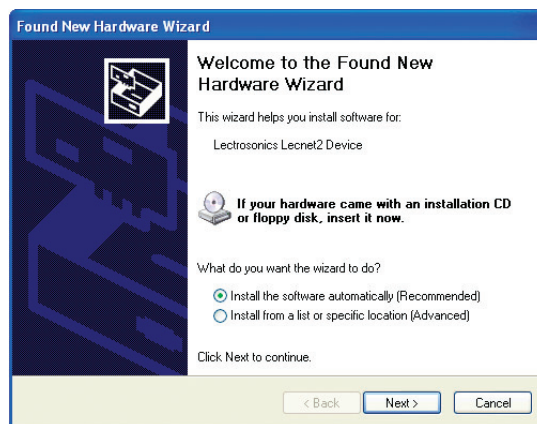 Found New Hardware Wizard
Welcome to the Found New
Hardware Wizard
This wizard helps you install software for:
Lectrosonics Lecnet2 Device
If your hardware came with an installation CD
or floppy disk, insert it now.
What do you want the wizard to do?
Install the software automatically (Recommended)
Install from a list or specific location (Advanced)
Click Next to continue.
< Back Next > Cancel